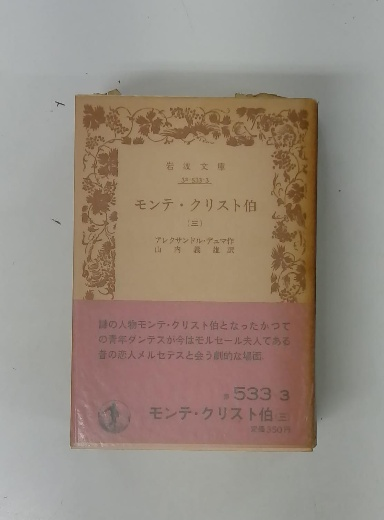 岩波文庫
赤 533-3
モンテ・クリスト伯
(三)
アレクサンドル・デュマ作
山内義雄訳
謎の人物モンテ・クリスト伯となったかつて
の青年ダンテスが今はモルセール夫人である
昔の恋人メルセデスと会う劇的な場面。
赤 533-3
モンテ・クリスト伯(三)